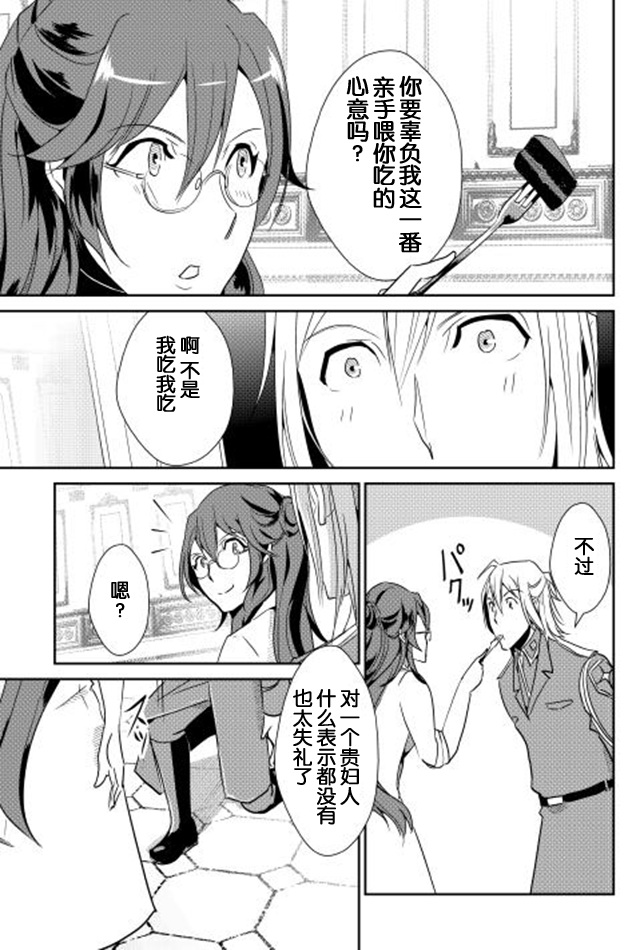 你要辜负我这一番
亲手喂你吃的
心意吗？
啊 不是
我吃我吃
不过
パクッ
嗯？
对一个贵妇人
什么表示都没有
也太失礼了